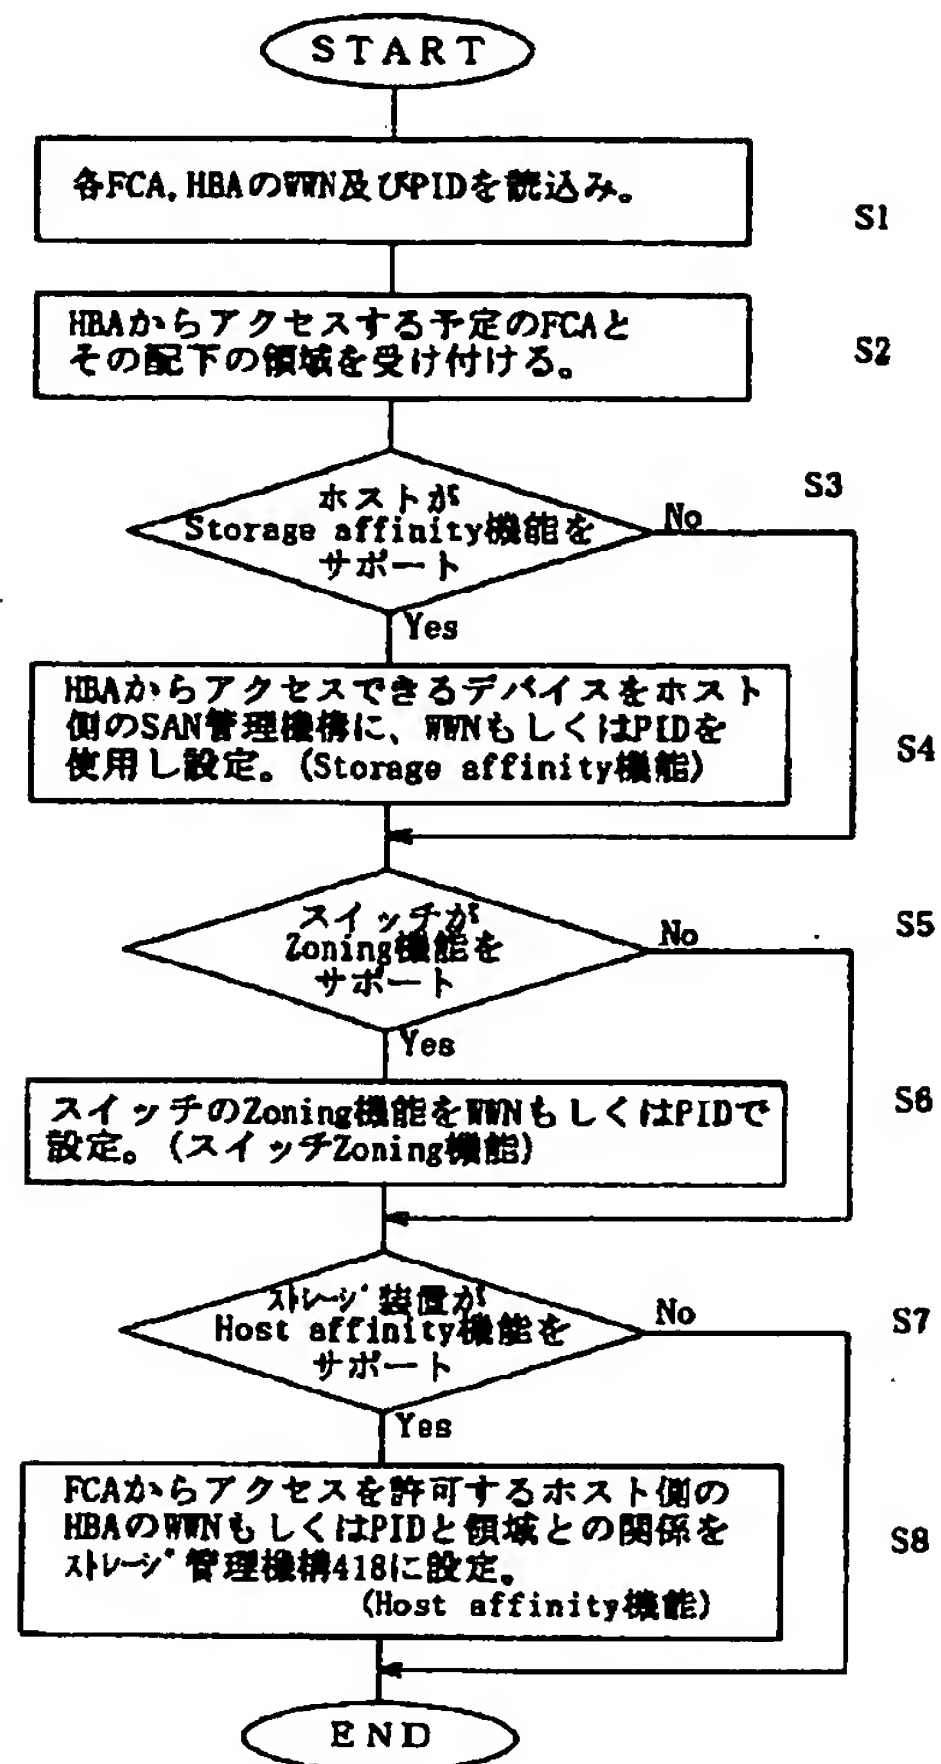 START
各FCA,HBAのWWN及びPIDを読込み。
S1
HBAからアクセスする予定のFCAと
その配下の領域を受け付ける。
S2
S3
ホストが
Storage affinity機能を
サポート
No
Yes
HBAからアクセスできるデバイスをホスト
側のSAN管理機構に、WWNもしくはPIDを
使用し設定。(Storage affinity機能)
S4
スイッチが
Zoning機能を
サポート
No
S5
Yes
スイッチのZoning機能をWWNもしくはPIDで
設定。(スイッチZoning機能)
S6
ストレージ装置が
Host affinity機能を
サポート
No
S7
Yes
FCAからアクセスを許可するホスト側の
HBAのWWNもしくはPIDと領域との関係を
ストレージ管理機構418に設定。
(Host affinity機能)
S8
END